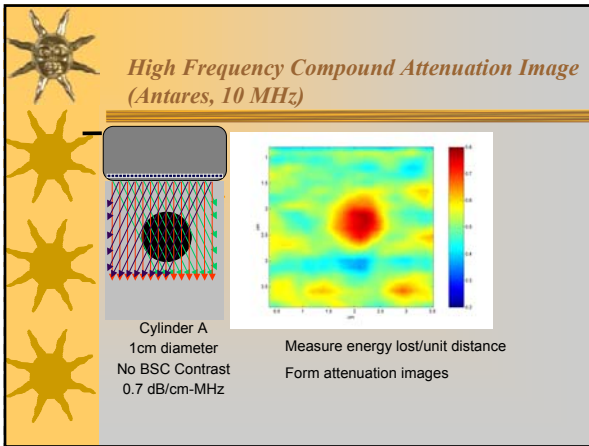 High Frequency Compound Attenuation Image
(Antares, 10 MHz)
Cylinder A
1cm diameter
No BSC Contrast
0.7 dB/cm-MHz
Measure energy lost/unit distance
Form attenuation images